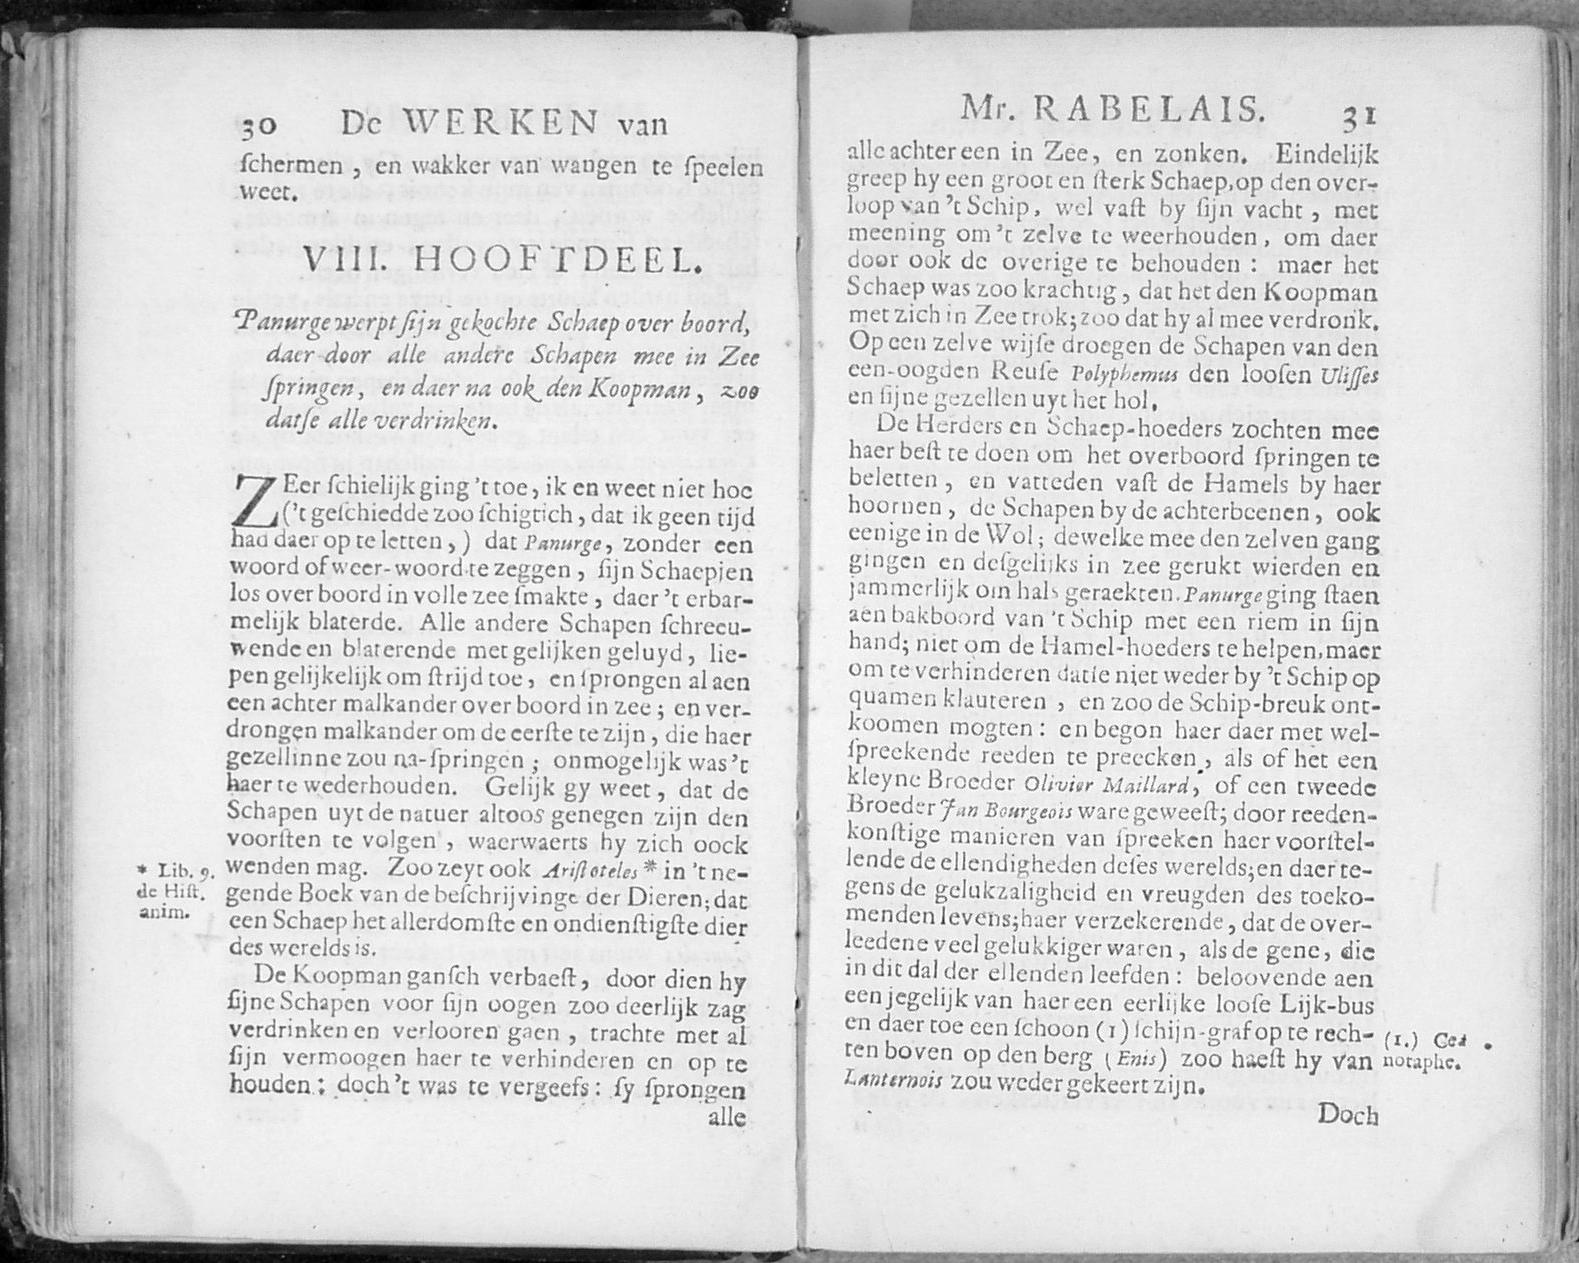 30 De WERKEN van
ſchermen, en wakker van wangen te ſpeelen
weet.
VIII. HOOFTDEEL.
Panurge werpt ſijn gekochte Schaep over boord,
daer door alle andere Schapen mee in Zee
ſpringen, en daer na ook den Koopman, zoo
datſe alle verdrinken.
ZEer ſchielijk ging 't toe, ik en weet niet hoe
('t geſchiedde zoo ſchigtich, dat ik geen tijd
had daer op te letten,) dat Panurge, zonder een
woord of weer-woord te zeggen, ſijn Schaepjen
los over boord in volle zee ſmakte, daer 't erbar-
melijk blaterde. Alle andere Schapen ſchreeu-
wende en blaterende met gelijken geluyd, lie-
pen gelijkelijk om ſtrijd toe, en ſprongen al aen
een achter malkander over boord in zee; en ver-
drongen malkander om de eerſte te zijn, die haer
gezellinne zou na-ſpringen; onmogelijk was 't
haer te wederhouden. Gelijk gy weet, dat de
Schapen uyt de natuer altoos genegen zijn den
voorſten te volgen, waerwaerts hy zich oock
wenden mag. Zoo zeyt ook Ariſtoteles * in 't ne-
gende Boek van de beſchrijvinge der Dieren; dat
een Schaep het allerdomſte en ondienſtigſte dier
des werelds is.
* Lib. 9.
de Hiſt.
anim.
De Koopman ganſch verbaeſt, door dien hy
ſijne Schapen voor ſijn oogen zoo deerlijk zag
verdrinken en verlooren gaen, trachte met al
ſijn vermoogen haer te verhinderen en op te
houden: doch 't was te vergeefs: ſy ſprongen
alle
Mr. RABELAIS. 31
alle achter een in Zee, en zonken. Eindelijk
greep hy een groot en ſterk Schaep, op den over-
loop van 't Schip, wel vaſt by ſijn vacht, met
meening om 't zelve te weerhouden, om daer
door ook de overige te behouden: maer het
Schaep was zoo krachtig, dat het den Koopman
met zich in Zee trok; zoo dat hy al mee verdronk.
Op een zelve wijſe droegen de Schapen van den
een-oogden Reuſe Polyphemus den looſen Uliſſes
en ſijne gezellen uyt het hol.
De Herders en Schaep-hoeders zochten mee
haer beſt te doen om het overboord ſpringen te
beletten, en vatteden vaſt de Hamels by haer
hoornen, de Schapen by de achterbeenen, ook
eenige in de Wol; dewelke mee den zelven gang
gingen en deſgelijks in zee gerukt wierden en
jammerlijk om hals geraekten. Panurge ging ſtaen
aen bakboord van 't Schip met een riem in ſijn
hand; niet om de Hamel-hoeders te helpen, maer
om te verhinderen datſe niet weder by 't Schip op
quamen klauteren, en zoo de Schip-breuk ont-
koomen mogten: en begon haer daer met wel-
ſpreekende reeden te preecken, als of het een
kleyne Broeder Olivier Maillard, of een tweede
Broeder Jan Bourgeois ware geweeſt; door reeden-
konſtige manieren van ſpreeken haer voorſtel-
lende de ellendigheden deſes werelds; en daer te-
gens de gelukzaligheid en vreugden des toeko-
menden levens; haer verzekerende, dat de over-
leedene veel gelukkiger waren, als de gene, die
in dit dal der ellenden leefden: beloovende aen
een jegelijk van haer een eerlijke looſe Lijk-bus
en daer toe een ſchoon (1) ſchijn-graf op te rech-
ten boven op den berg (Enis) zoo haeſt hy van
Lanternois zou weder gekeert zijn.
(1.) Ce
notaphe.
Doch